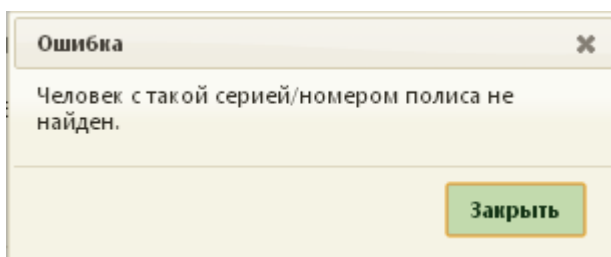 Ошибка
Человек с такой серией/номером полиса не
найден.
Закрыть